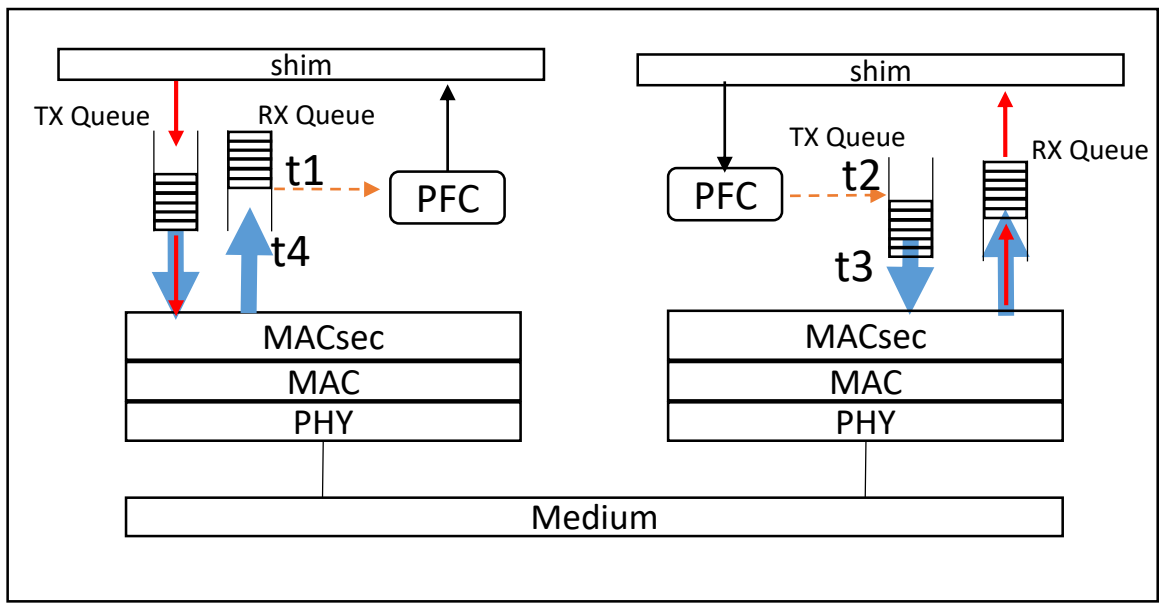 shim
TX Queue
RX Queue
t1
PFC
t4
MACsec
MAC
PHY
shim
TX Queue
RX Queue
PFC
t2
t3
MACsec
MAC
PHY
Medium